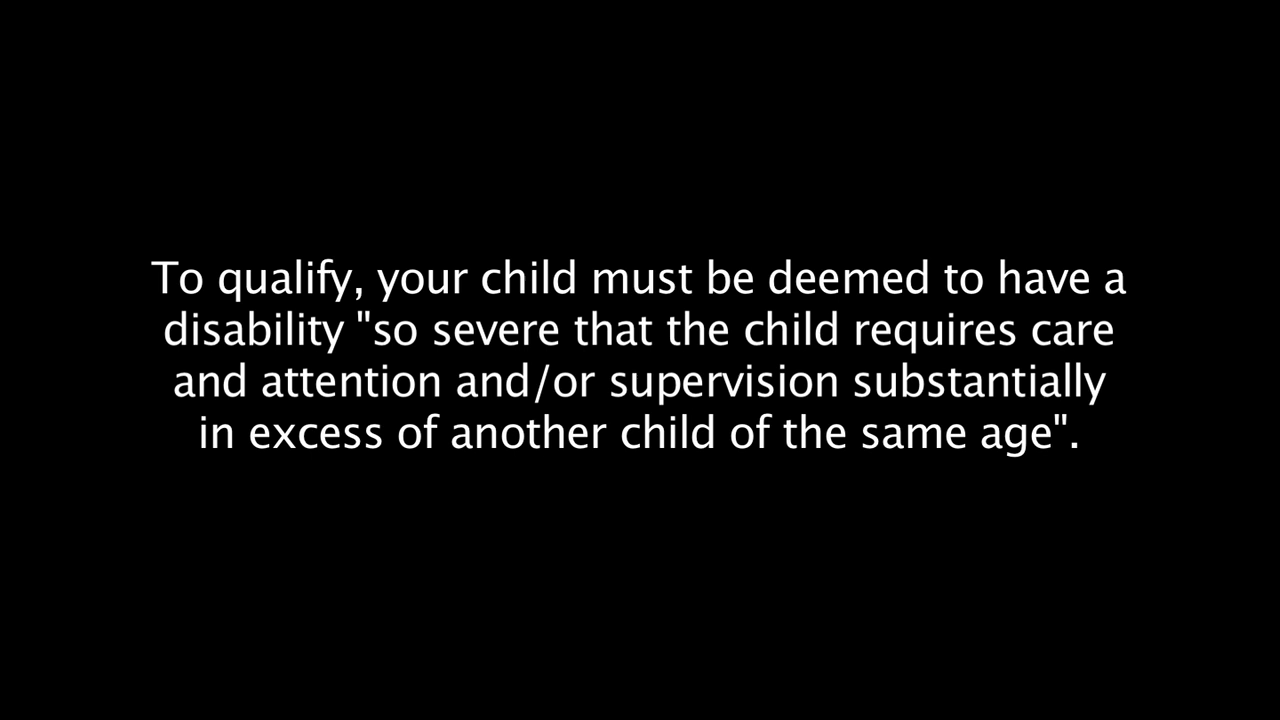 To qualify, your child must be deemed to have a
disability "so severe that the child requires care
and attention and/or supervision substantially
in excess of another child of the same age".